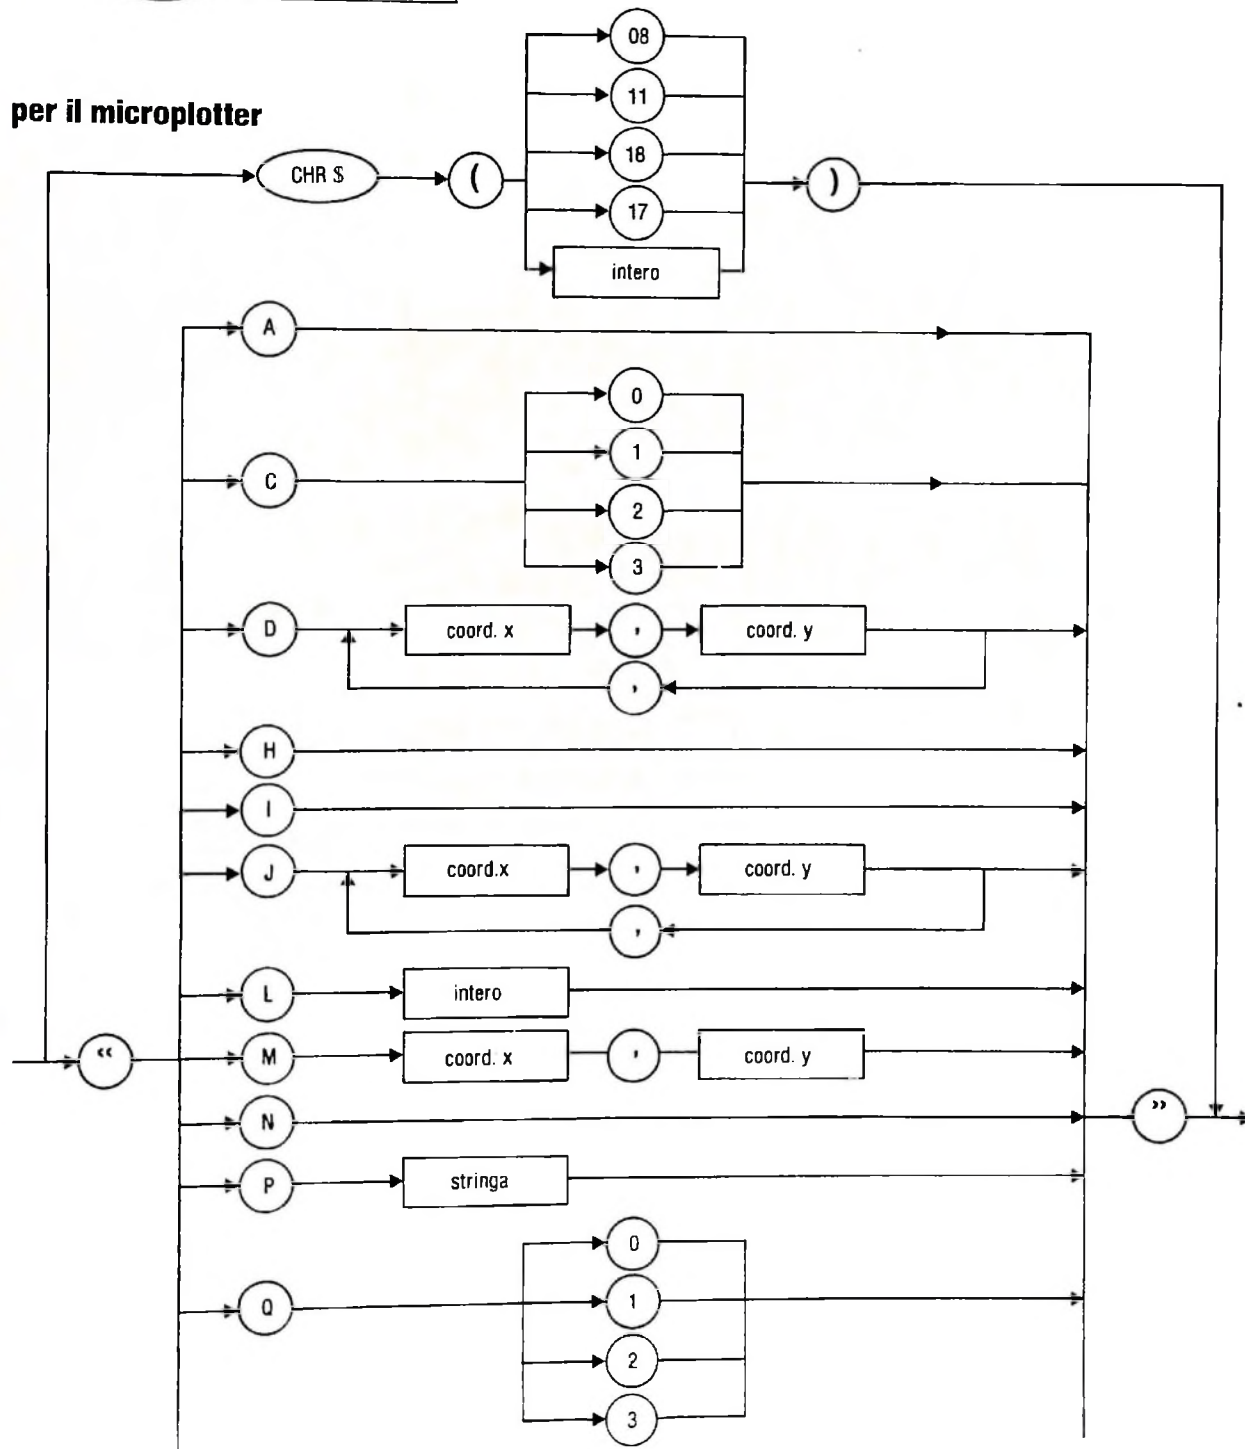 08
11
per il microplotter
18
CHR $ ( )
17
intero
A
0
1
C
2
3
D coord. x , coord. y
,
H
I
J coord.x , coord. y
,
L intero
“ M coord. x , coord. y
N ”
P stringa
0
Q 1
2
3